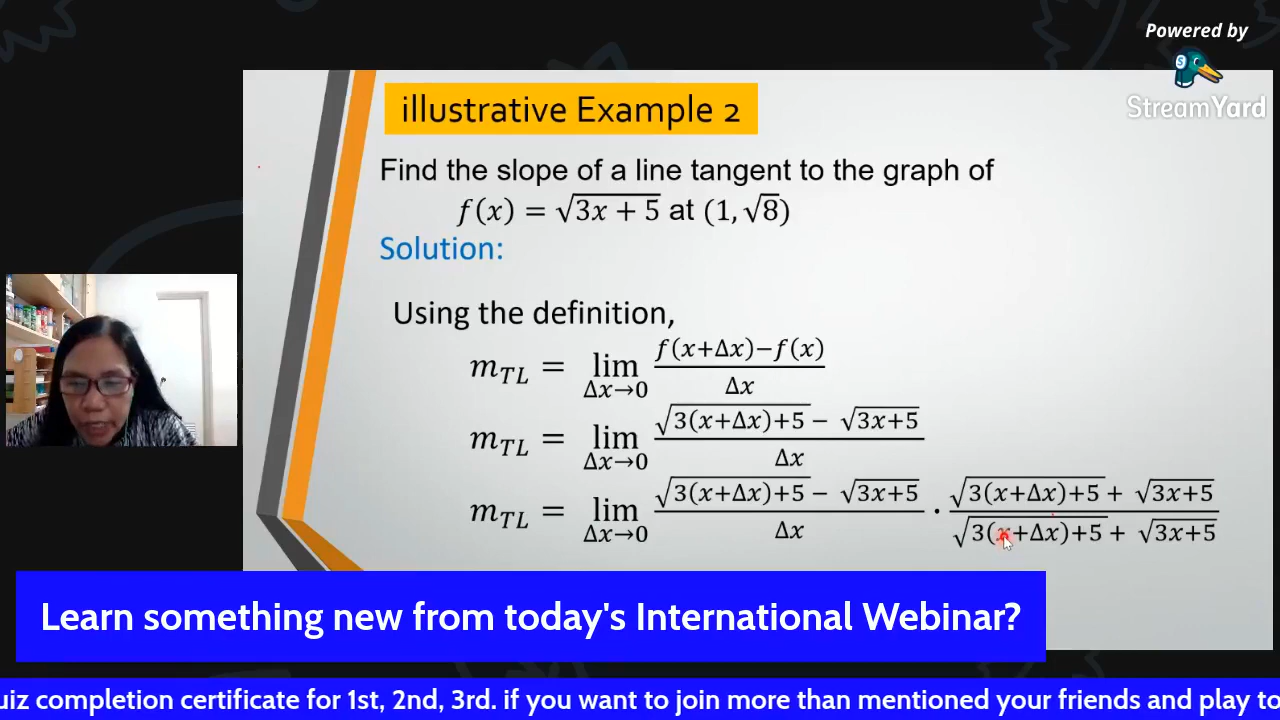 Powered by
StreamYard
illustrative Example 2
Find the slope of a line tangent to the graph of
f(x) = √(3x + 5) at (1, √8)
Solution:
Using the definition,
m_TL = lim_{Δx→0} (f(x+Δx)−f(x))/Δx
m_TL = lim_{Δx→0} (√(3(x+Δx)+5) − √(3x+5))/Δx
m_TL = lim_{Δx→0} (√(3(x+Δx)+5) − √(3x+5))/Δx · (√(3(x+Δx)+5) + √(3x+5))/(√(3(x+Δx)+5) + √(3x+5))
Learn something new from today's International Webinar?
uiz completion certificate for 1st, 2nd, 3rd. if you want to join more than mentioned your friends and play to